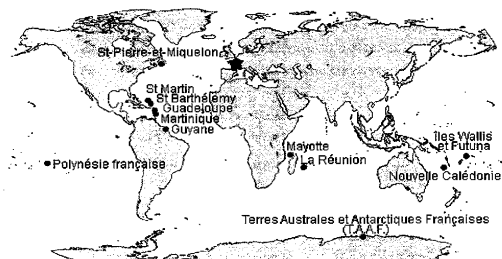 St-Pierre-et-Miquelon
St Martin
St Barthélémy
Guadeloupe
Martinique
Guyane
Polynésie française
Mayotte
La Réunion
Îles Wallis
et Futuna
Nouvelle Calédonie
Terres Australes et Antarctiques Françaises
(T.A.A.F.)